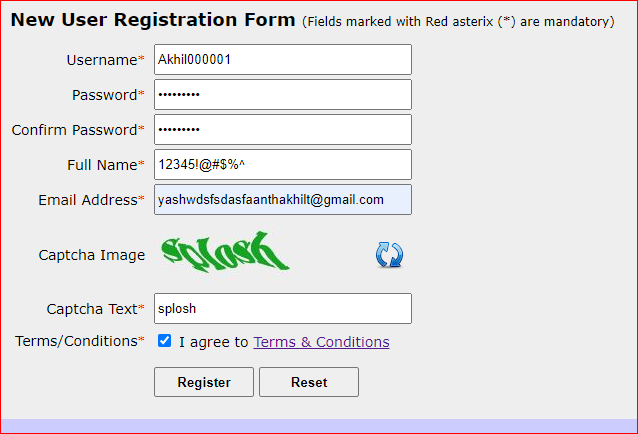 New User Registration Form (Fields marked with Red asterix (*) are mandatory)
Username* Akhil000001
Password* •••••••••
Confirm Password* •••••••••
Full Name* 12345!@#$%^
Email Address* yashwdsfsdasfaanthakhilt@gmail.com
Captcha Image splosh
Captcha Text* splosh
Terms/Conditions* I agree to Terms & Conditions
Register Reset